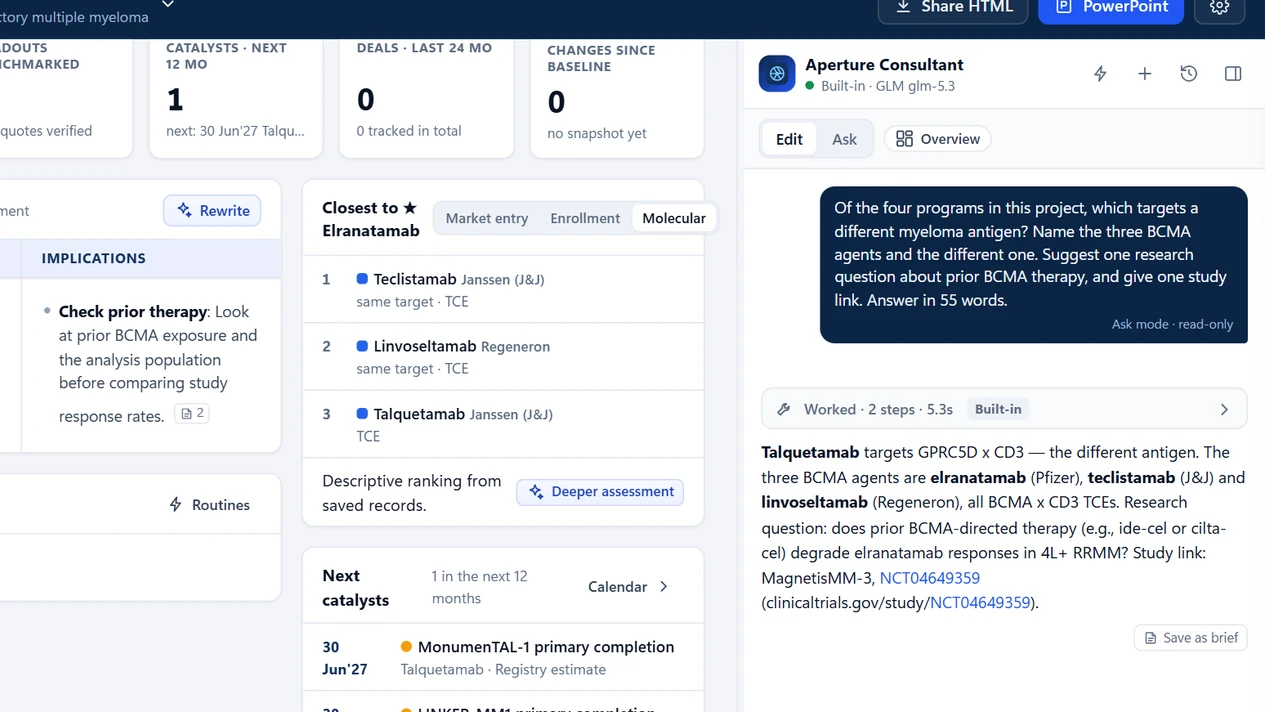 ctory multiple myeloma
Share HTML
PowerPoint
ADOUTS
NCHMARKED
quotes verified
CATALYSTS · NEXT
12 MO
1
next: 30 Jun'27 Talqu...
DEALS · LAST 24 MO
0
0 tracked in total
CHANGES SINCE
BASELINE
0
no snapshot yet
ment
Rewrite
IMPLICATIONS
Check prior therapy: Look
at prior BCMA exposure and
the analysis population
before comparing study
response rates. 2
Routines
Closest to ★
Elranatamab
Market entry
Enrollment
Molecular
1 Teclistamab Janssen (J&J)
same target · TCE
2 Linvoseltamab Regeneron
same target · TCE
3 Talquetamab Janssen (J&J)
TCE
Descriptive ranking from
saved records.
Deeper assessment
Next
catalysts
1 in the next 12
months
Calendar
30
Jun'27
MonumenTAL-1 primary completion
Talquetamab · Registry estimate
30 LINKER-MM1 primary completion
Aperture Consultant
Built-in · GLM glm-5.3
Edit
Ask
Overview
Of the four programs in this project, which targets a
different myeloma antigen? Name the three BCMA
agents and the different one. Suggest one research
question about prior BCMA therapy, and give one study
link. Answer in 55 words.
Ask mode · read-only
Worked · 2 steps · 5.3s Built-in
Talquetamab targets GPRC5D x CD3 — the different antigen. The
three BCMA agents are elranatamab (Pfizer), teclistamab (J&J) and
linvoseltamab (Regeneron), all BCMA x CD3 TCEs. Research
question: does prior BCMA-directed therapy (e.g., ide-cel or cilta-
cel) degrade elranatamab responses in 4L+ RRMM? Study link:
MagnetisMM-3, NCT04649359
(clinicaltrials.gov/study/NCT04649359).
Save as brief